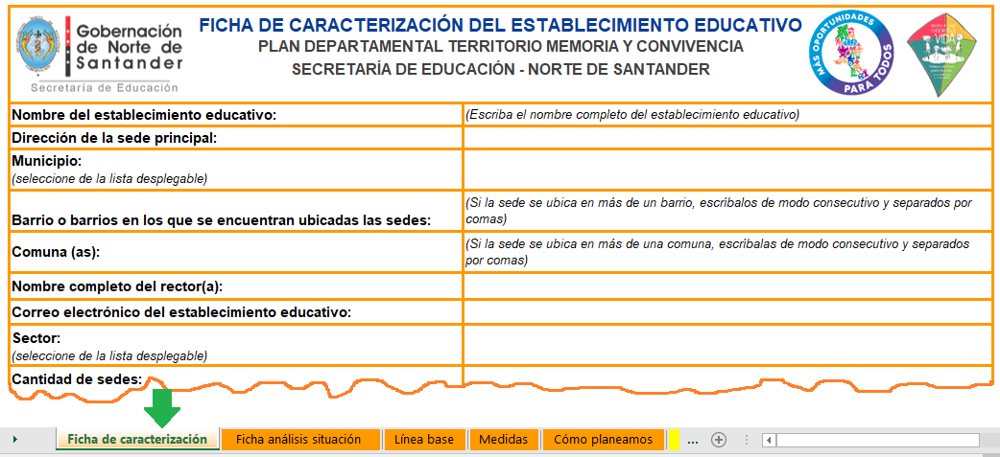 Gobernación
de Norte de
Santander
Secretaría de Educación
FICHA DE CARACTERIZACIÓN DEL ESTABLECIMIENTO EDUCATIVO
PLAN DEPARTAMENTAL TERRITORIO MEMORIA Y CONVIVENCIA
SECRETARÍA DE EDUCACIÓN - NORTE DE SANTANDER
MÁS OPORTUNIDADES
PARA TODOS
Nombre del establecimiento educativo:
(Escriba el nombre completo del establecimiento educativo)
Dirección de la sede principal:
Municipio:
(seleccione de la lista desplegable)
Barrio o barrios en los que se encuentran ubicadas las sedes:
(Si la sede se ubica en más de un barrio, escríbalos de modo consecutivo y separados por
comas)
Comuna (as):
(Si la sede se ubica en más de una comuna, escríbalas de modo consecutivo y separados
por comas)
Nombre completo del rector(a):
Correo electrónico del establecimiento educativo:
Sector:
(seleccione de la lista desplegable)
Cantidad de sedes:
Ficha de caracterización
Ficha análisis situación
Línea base
Medidas
Cómo planeamos
...